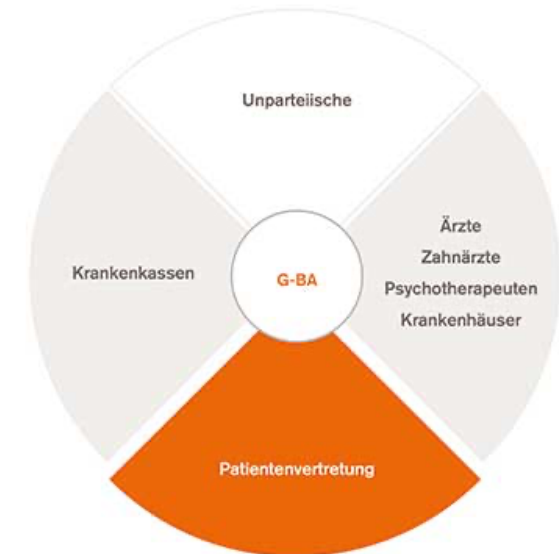 Unparteiische
Krankenkassen
G-BA
Ärzte
Zahnärzte
Psychotherapeuten
Krankenhäuser
Patientenvertretung